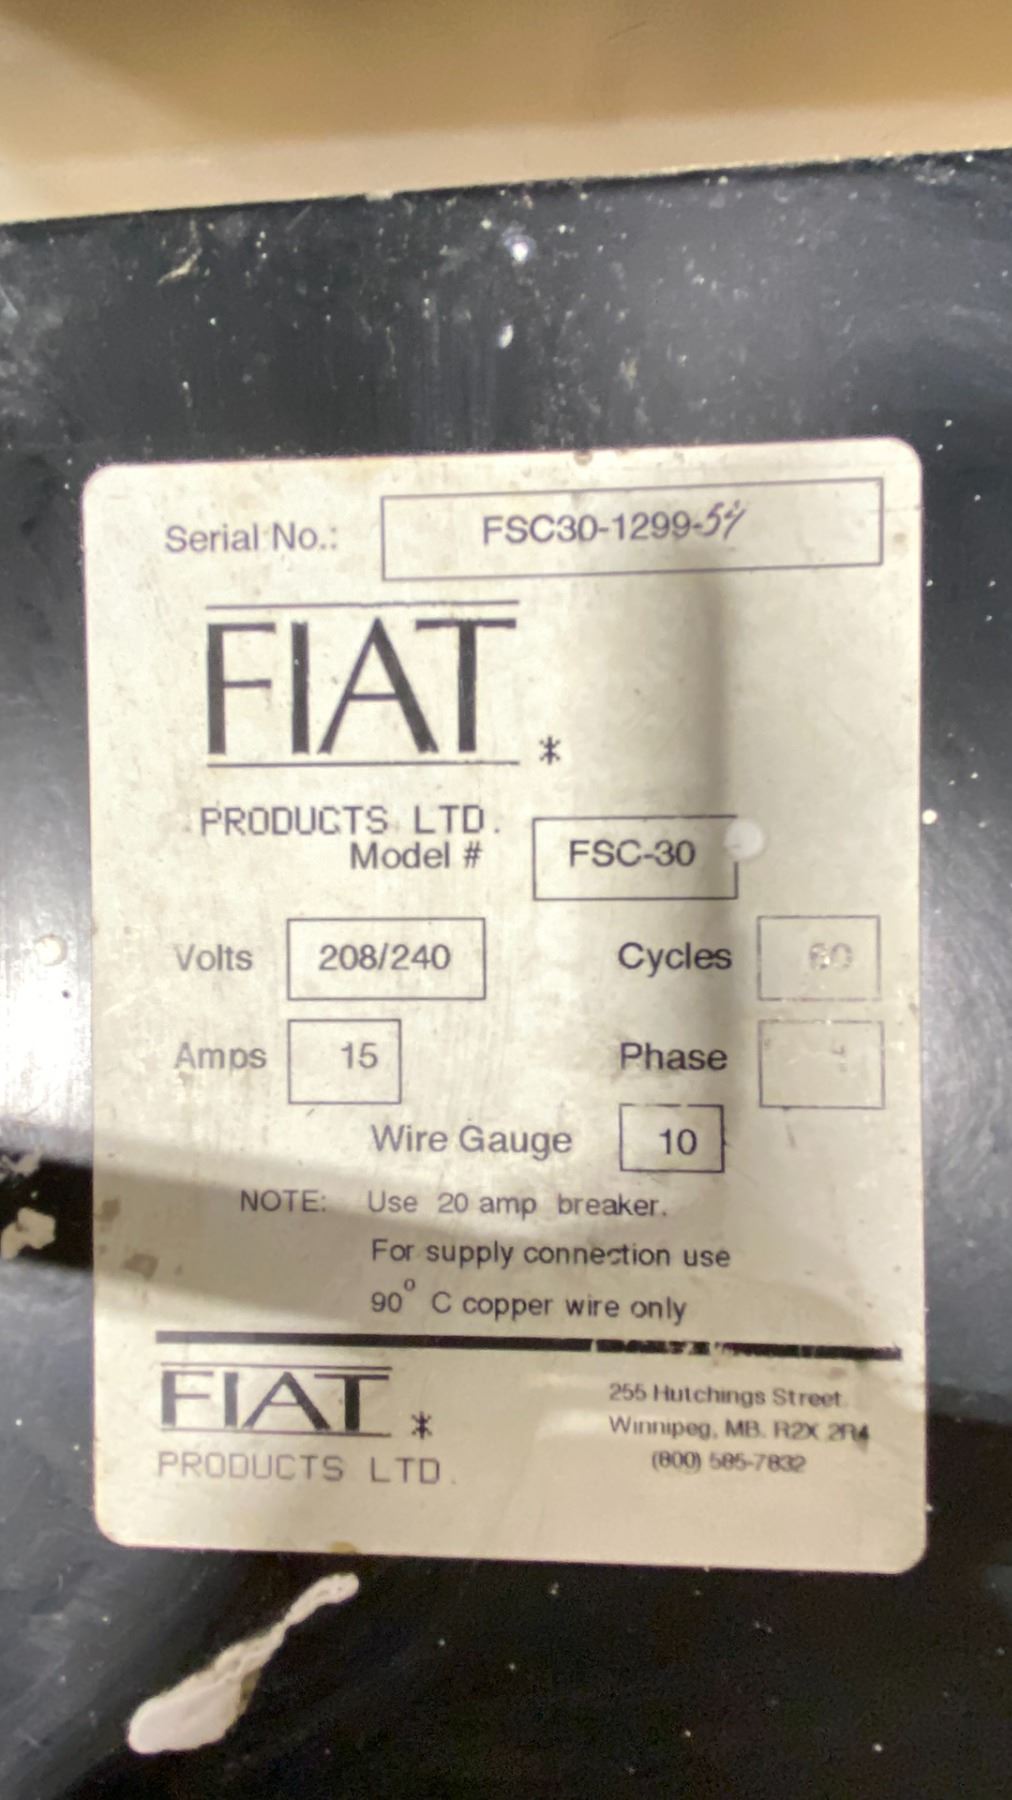 Serial No.: FSC30-1299-54
FIAT *
PRODUCTS LTD.
Model # FSC-30
Volts 208/240 Cycles 60
Amps 15 Phase
Wire Gauge 10
NOTE: Use 20 amp breaker.
For supply connection use
90° C copper wire only
FIAT *
255 Hutchings Street
Winnipeg, MB. R2X 2R4
PRODUCTS LTD.
(800) 585-7832